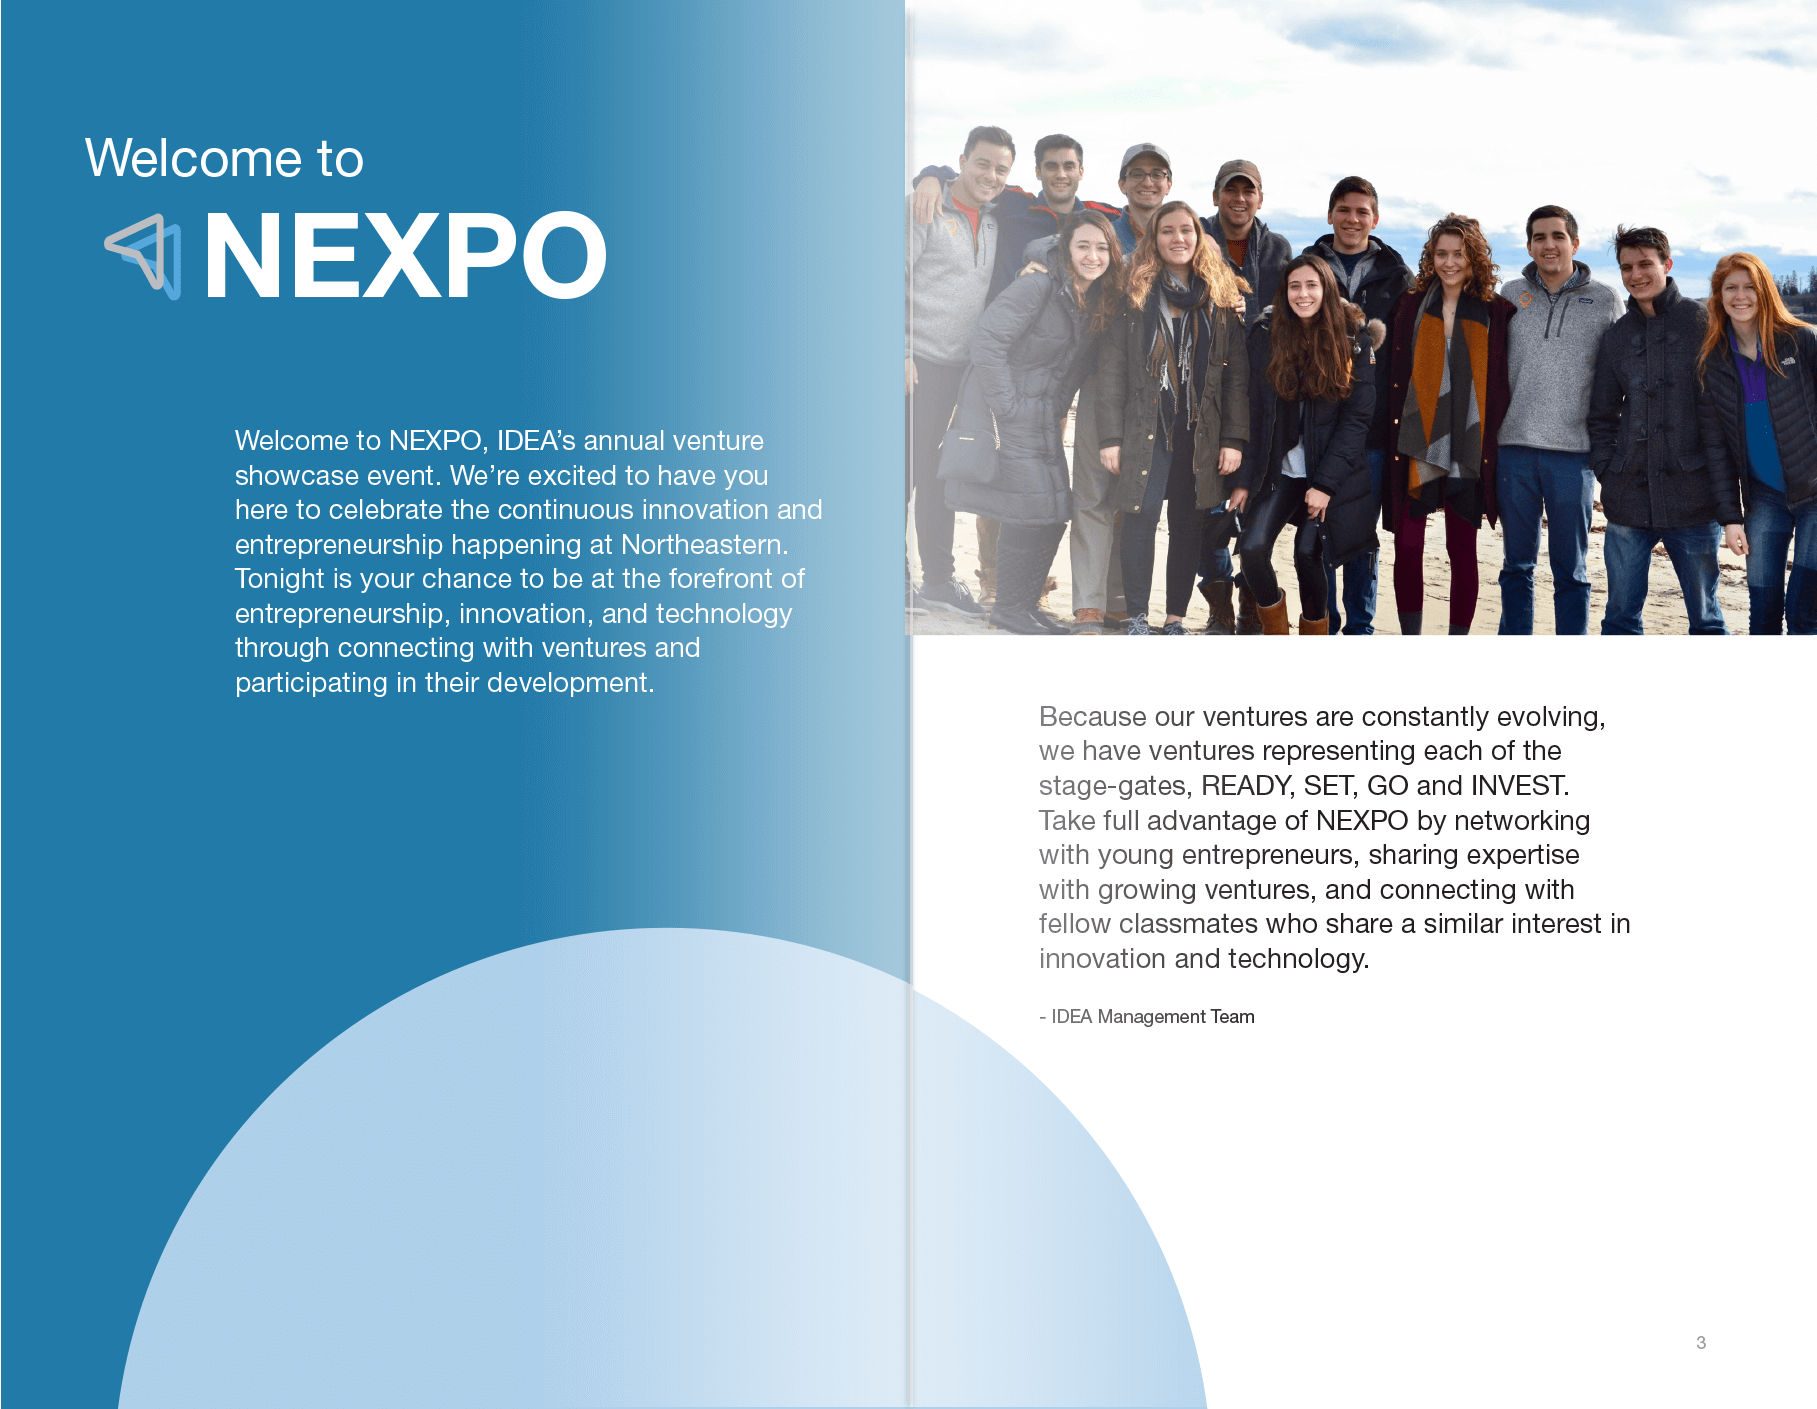 Welcome to
NEXPO
Welcome to NEXPO, IDEA’s annual venture
showcase event. We’re excited to have you
here to celebrate the continuous innovation and
entrepreneurship happening at Northeastern.
Tonight is your chance to be at the forefront of
entrepreneurship, innovation, and technology
through connecting with ventures and
participating in their development.
Because our ventures are constantly evolving,
we have ventures representing each of the
stage-gates, READY, SET, GO and INVEST.
Take full advantage of NEXPO by networking
with young entrepreneurs, sharing expertise
with growing ventures, and connecting with
fellow classmates who share a similar interest in
innovation and technology.
- IDEA Management Team
3